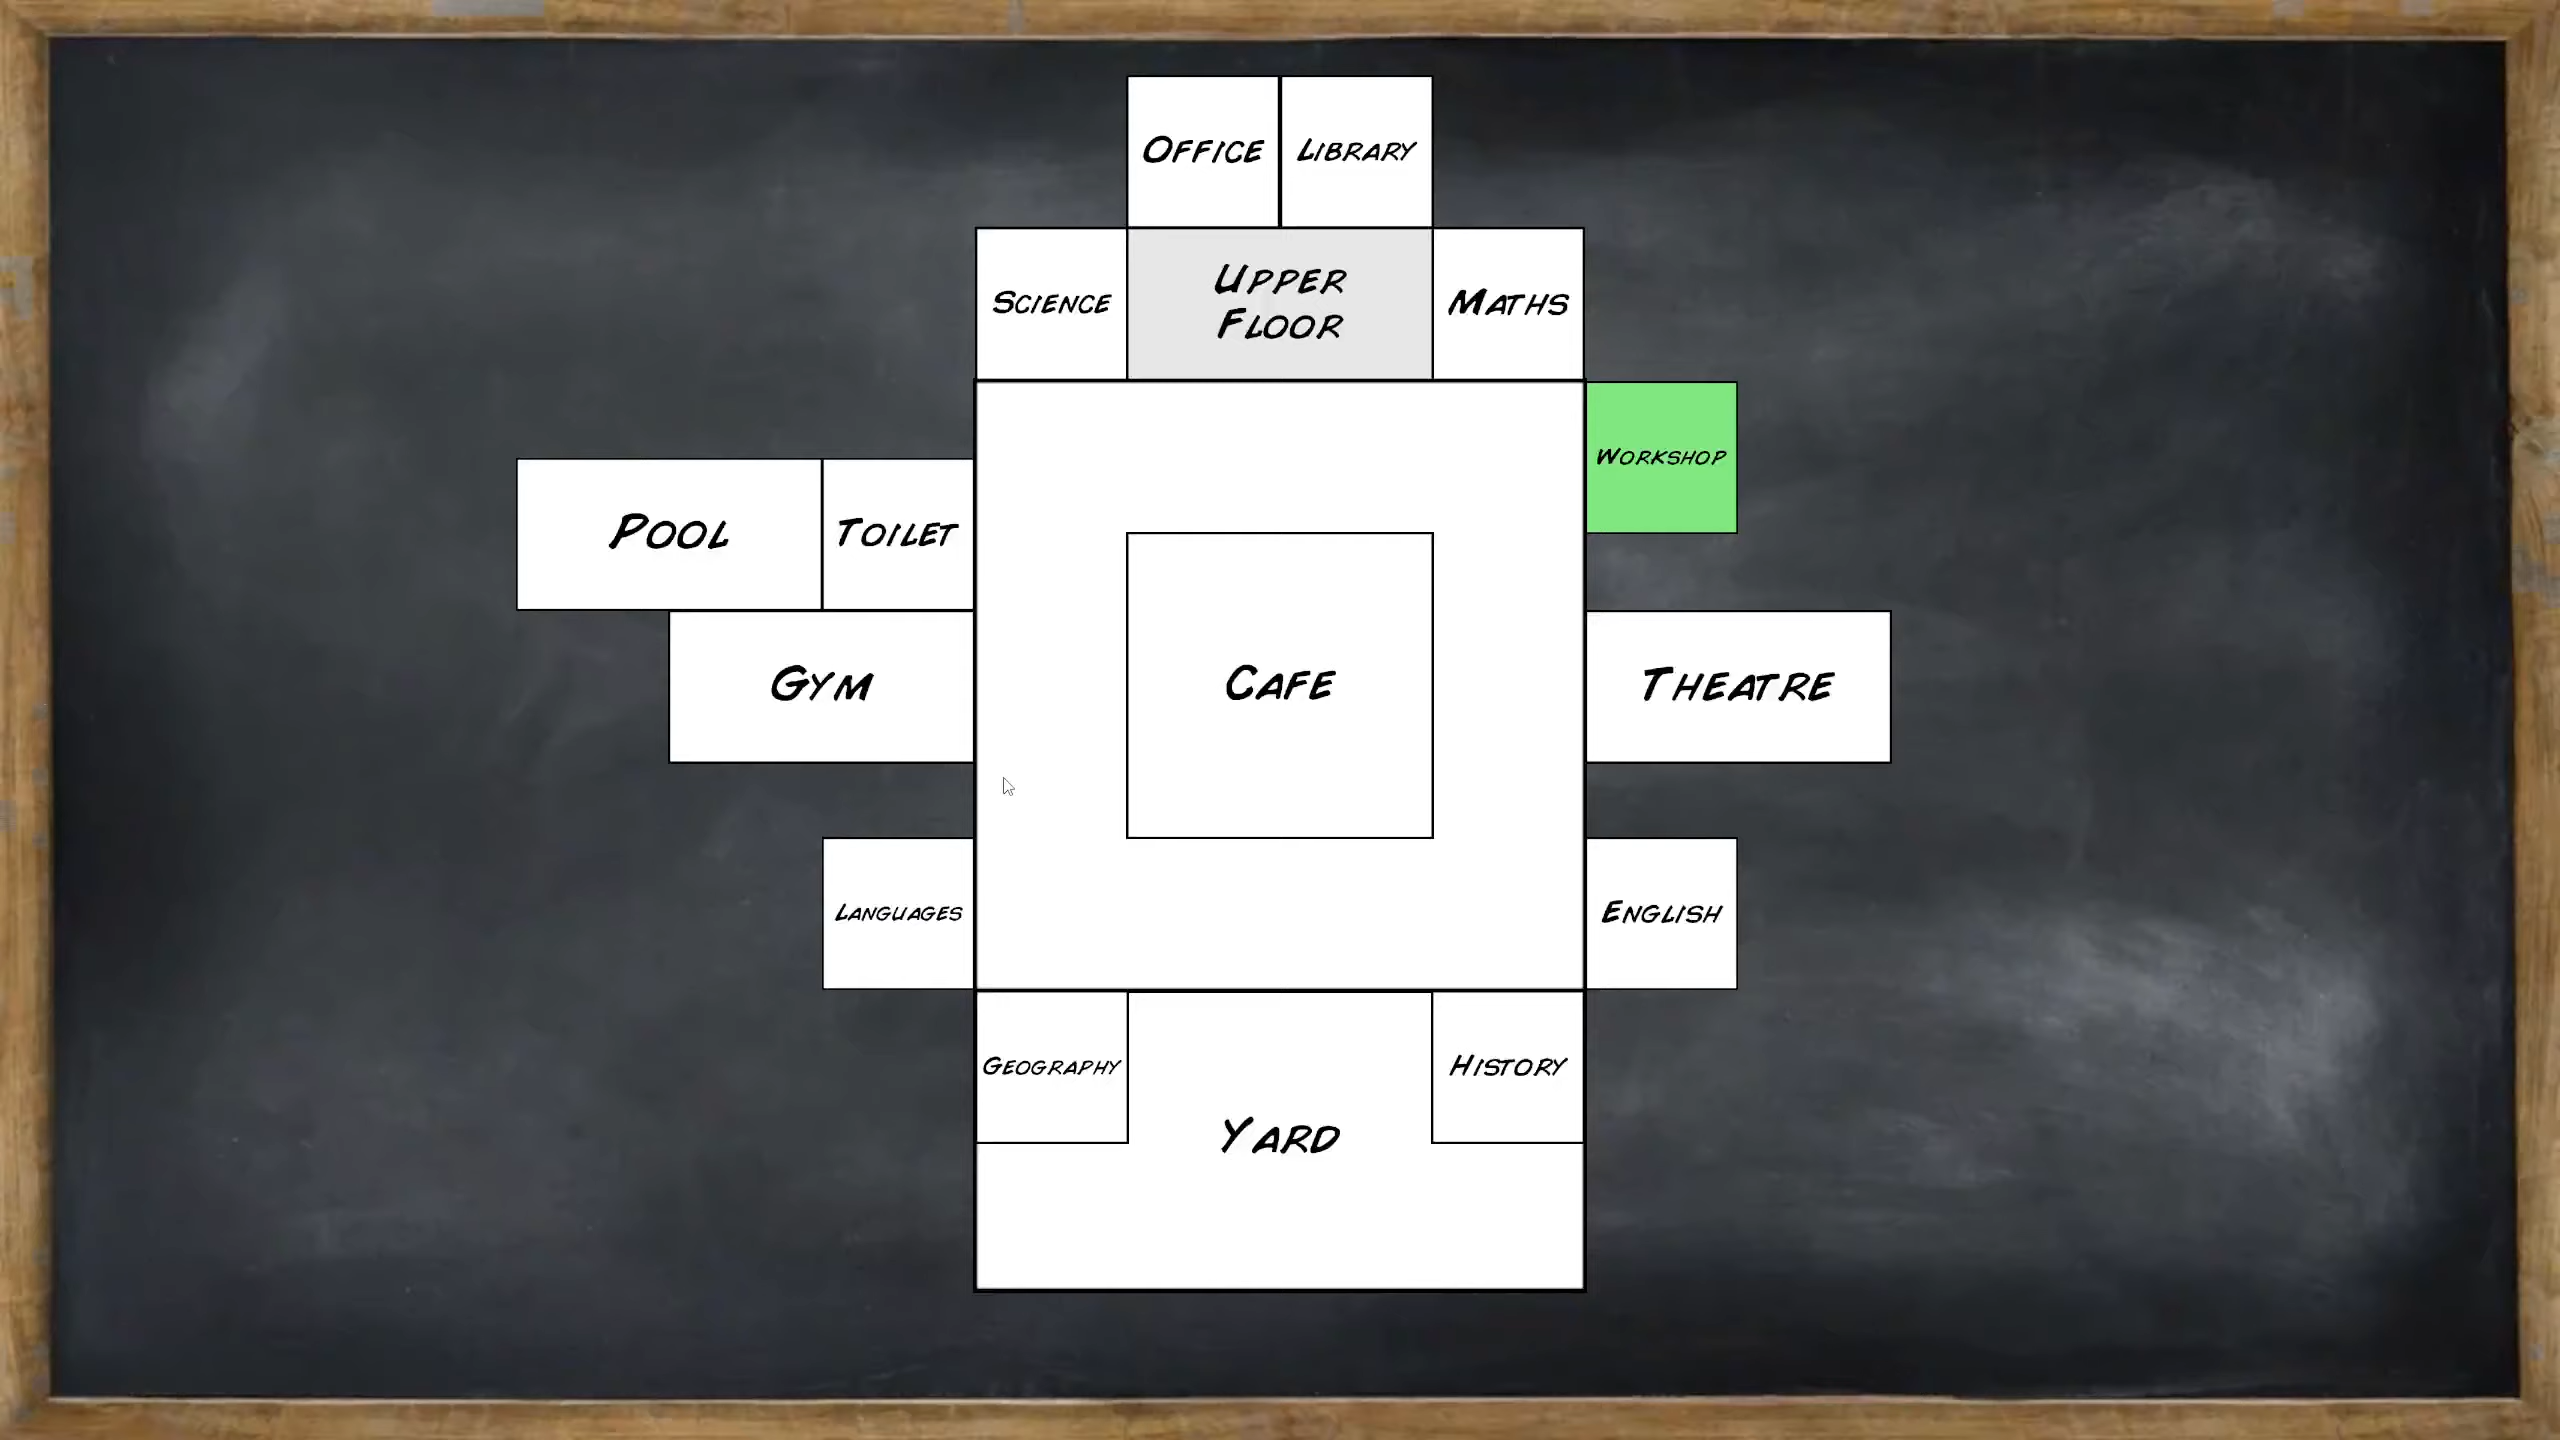 OFFICE
LIBRARY
SCIENCE
UPPER
FLOOR
MATHS
WORKSHOP
POOL
TOILET
GYM
CAFE
THEATRE
LANGUAGES
ENGLISH
GEOGRAPHY
HISTORY
YARD